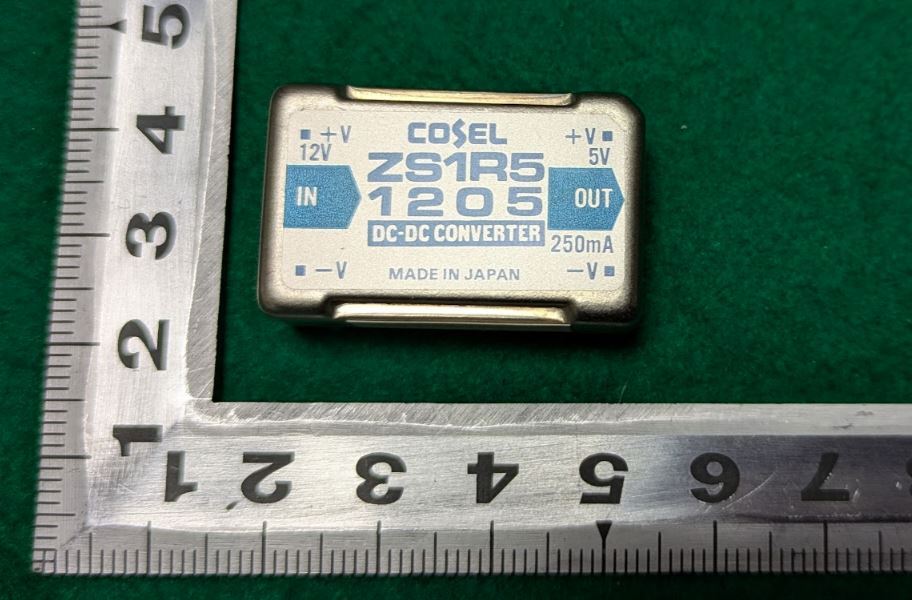 COSEL
+V +V
12V 5V
ZS1R5
IN 1205 OUT
DC-DC CONVERTER
250mA
-V MADE IN JAPAN -V
5
4
3
2
1
1 2 3 4 5 6 7